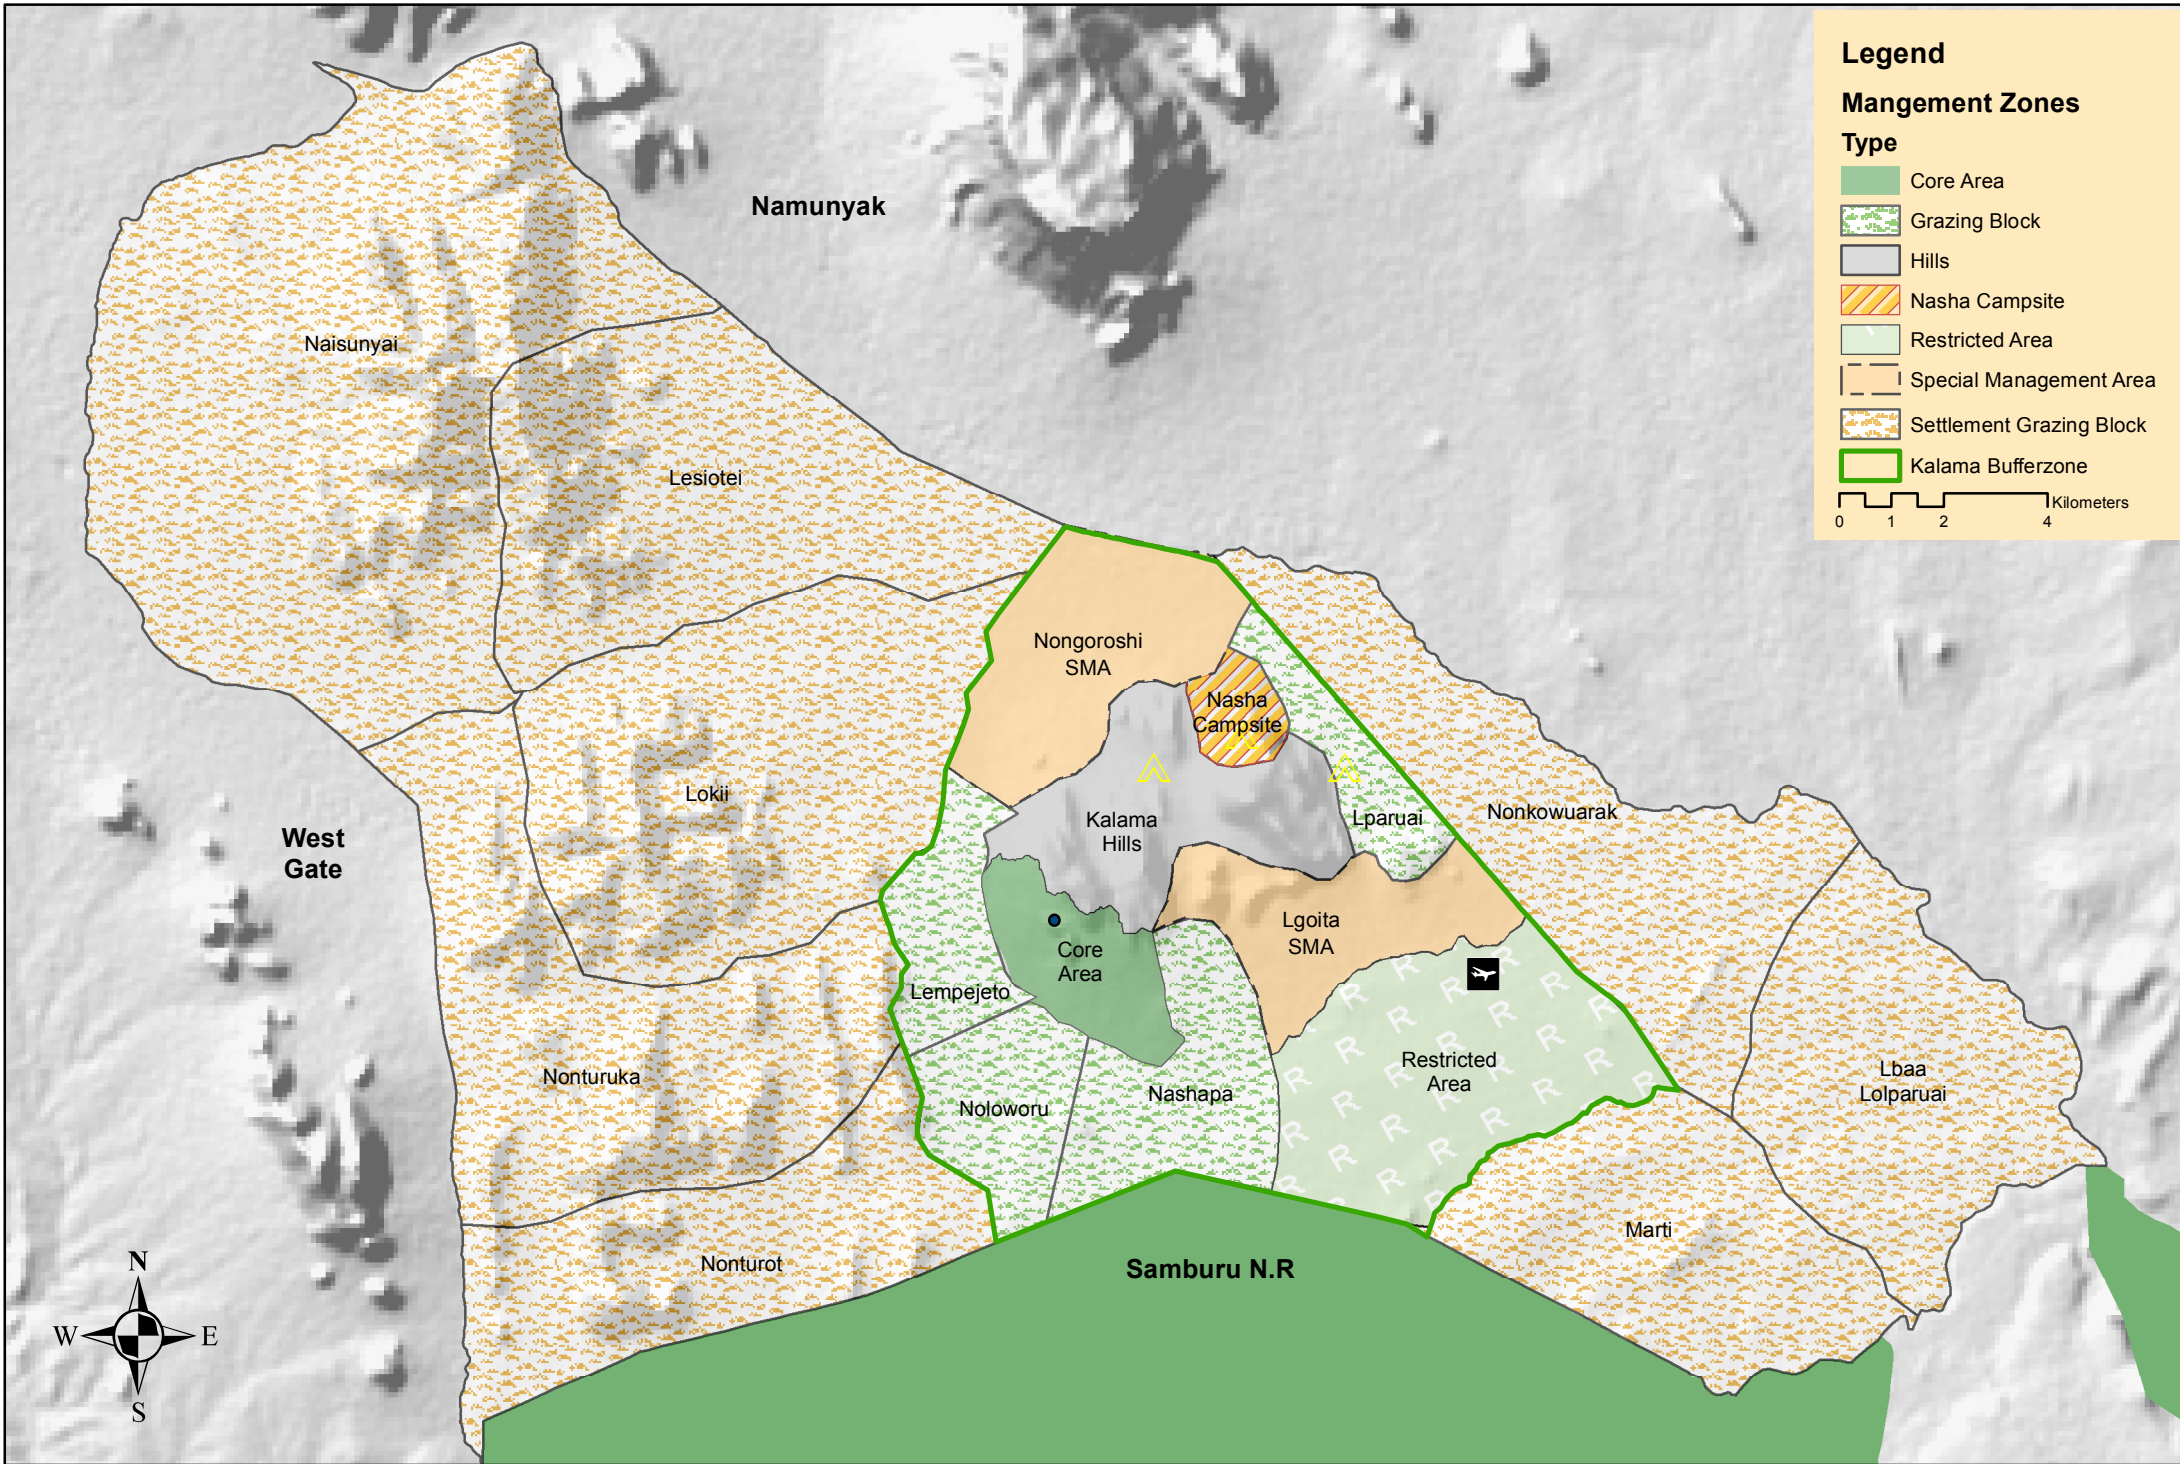 Legend
Mangement Zones
Type
Core Area
Grazing Block
Hills
Nasha Campsite
Restricted Area
Special Management Area
Settlement Grazing Block
Kalama Bufferzone
Kilometers
0 1 2 4
Namunyak
Naisunyai
Lesiotei
Nongoroshi
SMA
Nasha
Campsite
Lokii
Kalama
Hills
Lparuai
Nonkowuarak
West
Gate
Core
Area
Lgoita
SMA
Lempejeto
Restricted
Area
Nonturuka
Noloworu
Nashapa
Lbaa
Lolparuai
Marti
Nonturot
Samburu N.R
N
W E
S
R R R R R R R R R R R R R R R R R R R R R R R R R R R